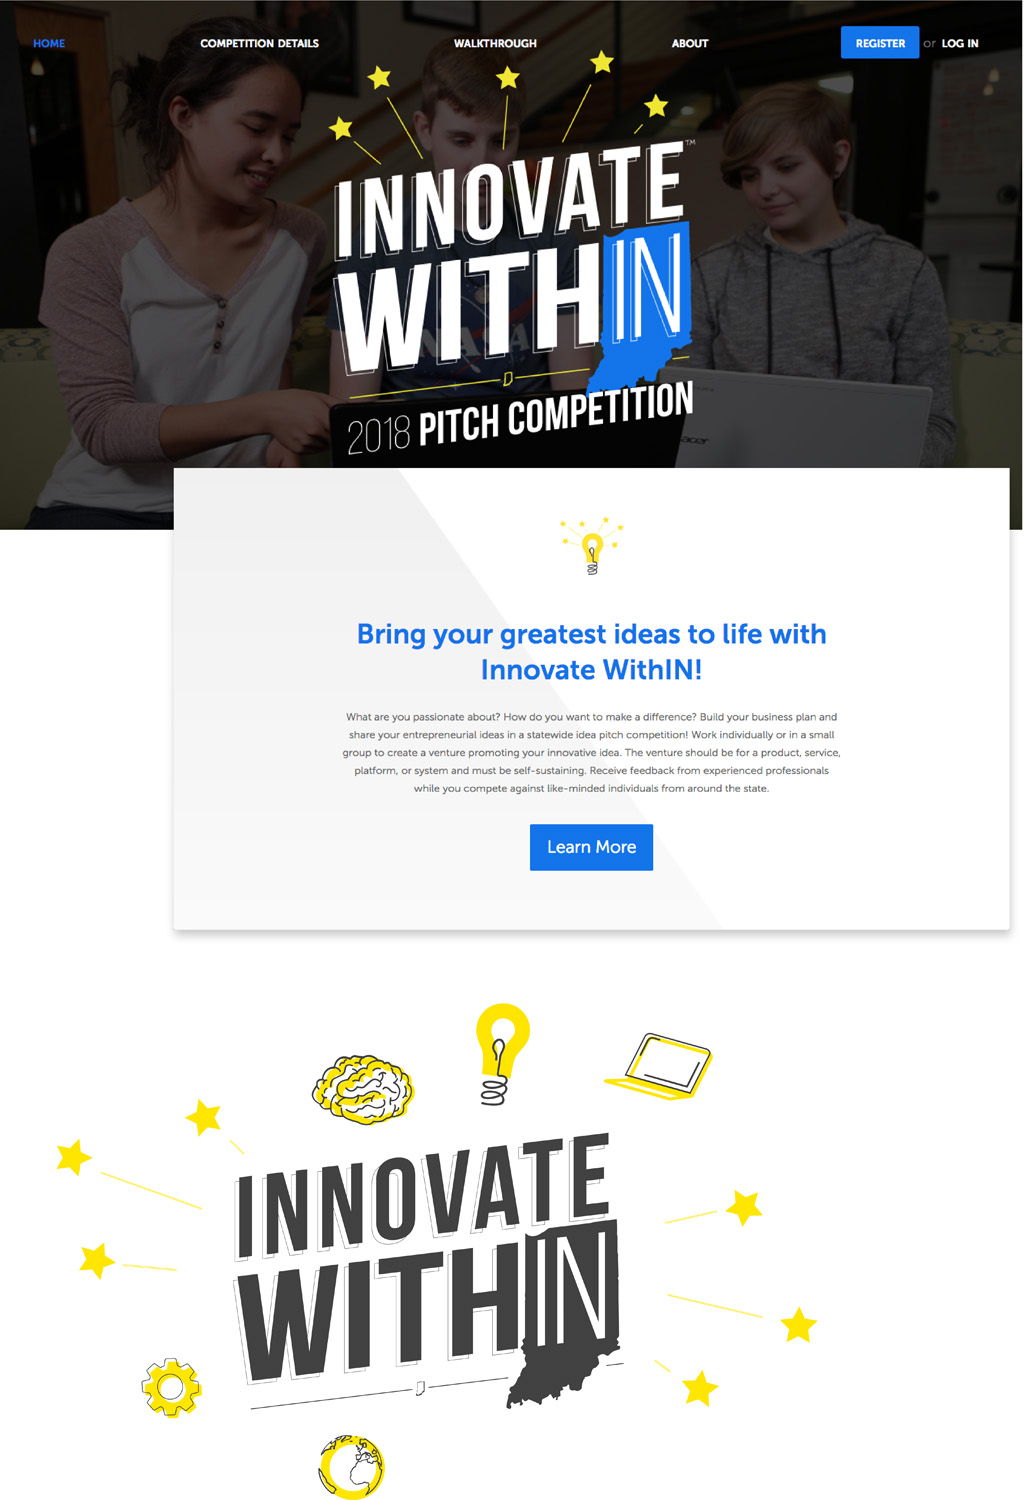 HOME
COMPETITION DETAILS
WALKTHROUGH
ABOUT
REGISTER or LOG IN
INNOVATE™
WITHIN
NASA
2018 PITCH COMPETITION
acer
Bring your greatest ideas to life with
Innovate WithIN!
What are you passionate about? How do you want to make a difference? Build your business plan and
share your entrepreneurial ideas in a statewide idea pitch competition! Work individually or in a small
group to create a venture promoting your innovative idea. The venture should be for a product, service,
platform, or system and must be self-sustaining. Receive feedback from experienced professionals
while you compete against like-minded individuals from around the state.
Learn More
INNOVATE
WITHIN